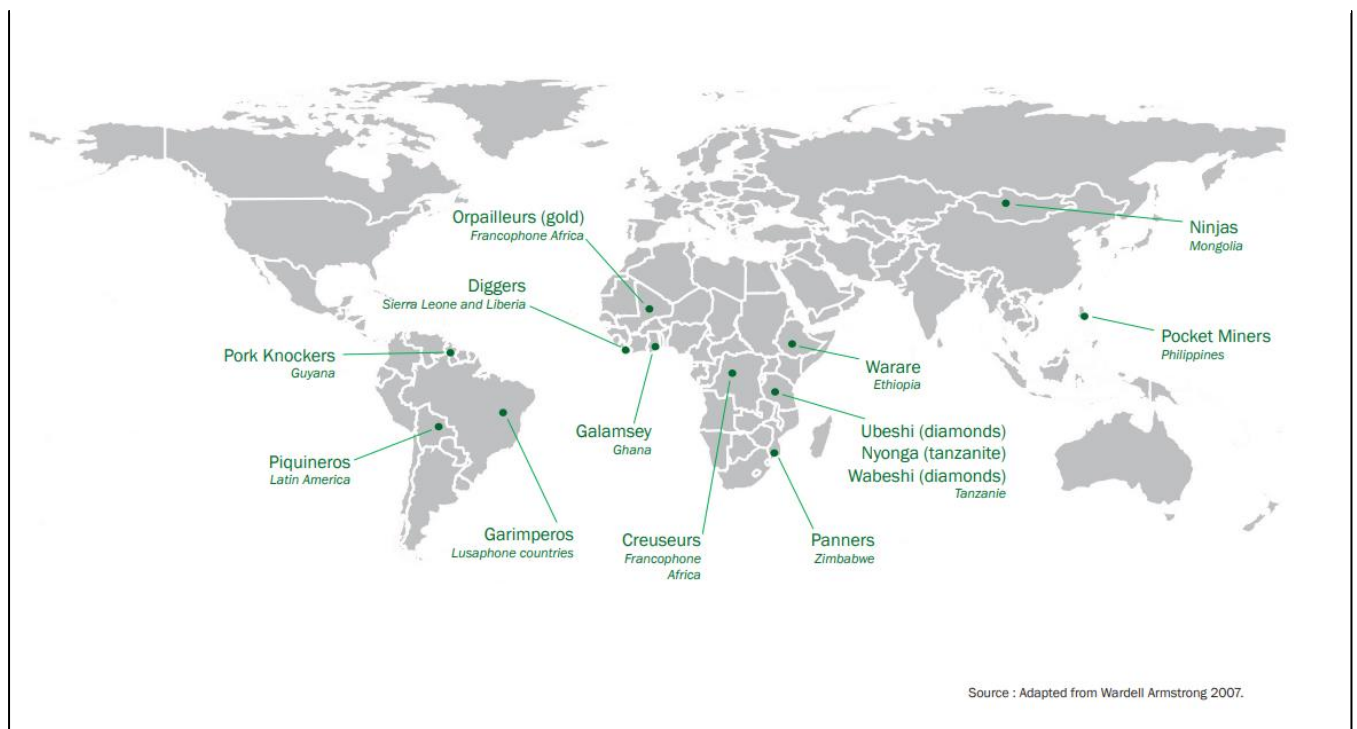 Orpailleurs (gold)
Francophone Africa
Ninjas
Mongolia
Diggers
Sierra Leone and Liberia
Pocket Miners
Philippines
Pork Knockers
Guyana
Warare
Ethiopia
Galamsey
Ghana
Ubeshi (diamonds)
Nyonga (tanzanite)
Wabeshi (diamonds)
Tanzanie
Piquineros
Latin America
Garimperos
Lusaphone countries
Creuseurs
Francophone
Africa
Panners
Zimbabwe
Source : Adapted from Wardell Armstrong 2007.